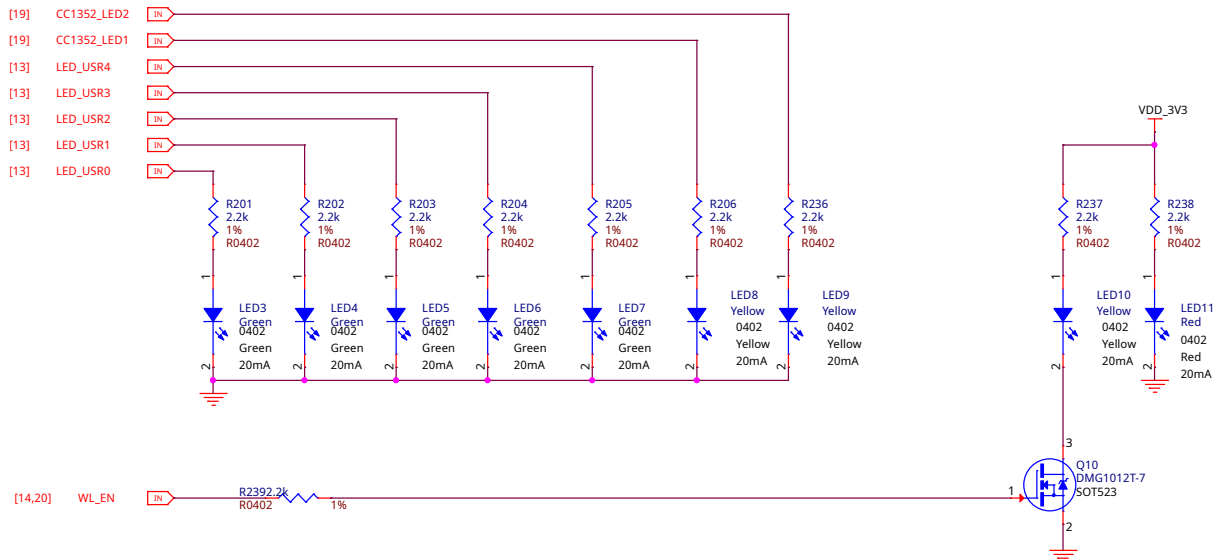 [19] CC1352_LED2 IN
[19] CC1352_LED1 IN
[13] LED_USR4 IN
[13] LED_USR3 IN
[13] LED_USR2 IN
[13] LED_USR1 IN
[13] LED_USR0 IN
VDD_3V3
R201
2.2k
1%
R0402
R202
2.2k
1%
R0402
R203
2.2k
1%
R0402
R204
2.2k
1%
R0402
R205
2.2k
1%
R0402
R206
2.2k
1%
R0402
R236
2.2k
1%
R0402
R237
2.2k
1%
R0402
R238
2.2k
1%
R0402
1
LED3
Green
0402
Green
20mA
2
1
LED4
Green
0402
Green
20mA
2
1
LED5
Green
0402
Green
20mA
2
1
LED6
Green
0402
Green
20mA
2
1
LED7
Green
0402
Green
20mA
2
1
LED8
Yellow
0402
Yellow
20mA
2
1
LED9
Yellow
0402
Yellow
20mA
2
1
LED10
Yellow
0402
Yellow
20mA
2
1
LED11
Red
0402
Red
20mA
2
[14,20] WL_EN IN
R239 2.2k
R0402 1%
3
Q10
DMG1012T-7
SOT523
1
2